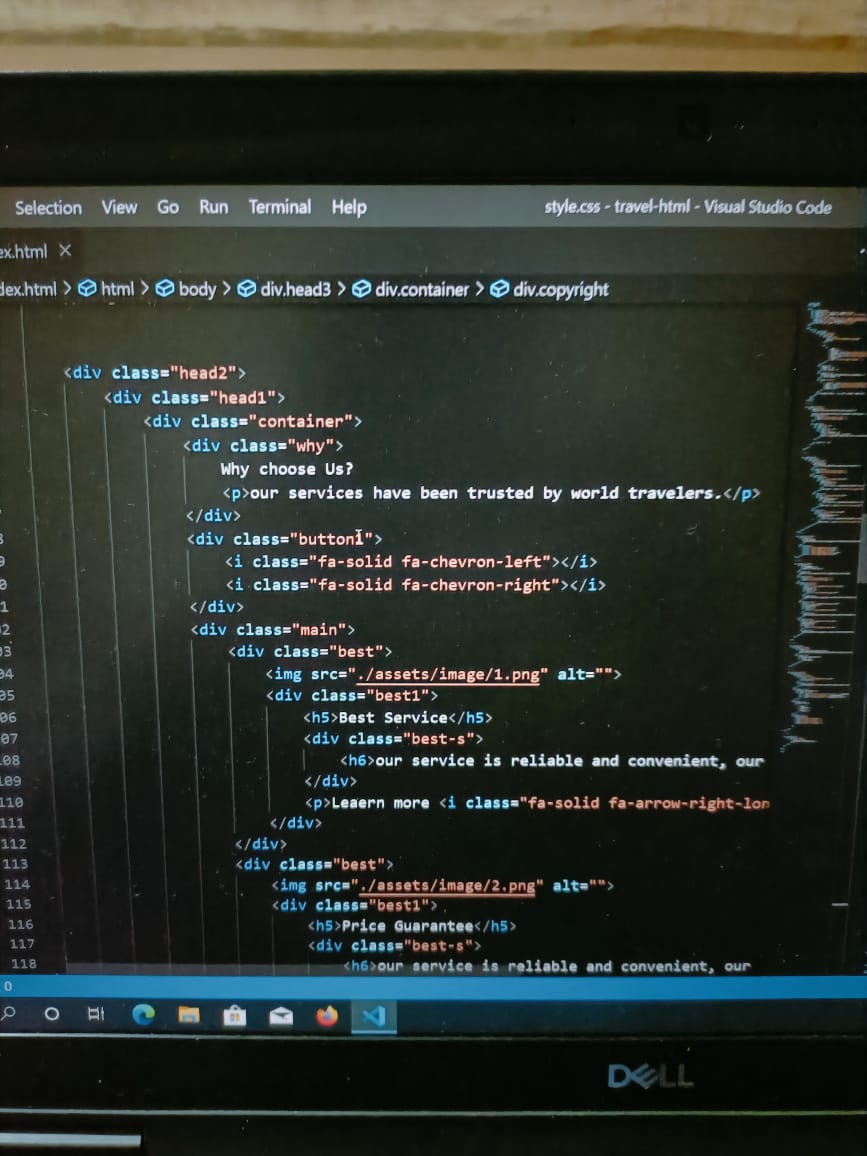 Selection View Go Run Terminal Help style.css - travel-html - Visual Studio Code
ex.html ×
dex.html > html > body > div.head3 > div.container > div.copyright
<div class="head2">
<div class="head1">
<div class="container">
<div class="why">
Why choose Us?
<p>our services have been trusted by world travelers.</p>
</div>
<div class="button1">
<i class="fa-solid fa-chevron-left"></i>
<i class="fa-solid fa-chevron-right"></i>
</div>
<div class="main">
03 <div class="best">
04 <img src="./assets/image/1.png" alt="">
05 <div class="best1">
06 <h5>Best Service</h5>
07 <div class="best-s">
08 <h6>our service is reliable and convenient, our
109 </div>
110 <p>Leaern more <i class="fa-solid fa-arrow-right-lon
111 </div>
112 </div>
113 <div class="best">
114 <img src="./assets/image/2.png" alt="">
115 <div class="best1">
116 <h5>Price Guarantee</h5>
117 <div class="best-s">
118 <h6>our service is reliable and convenient, our
0
DELL